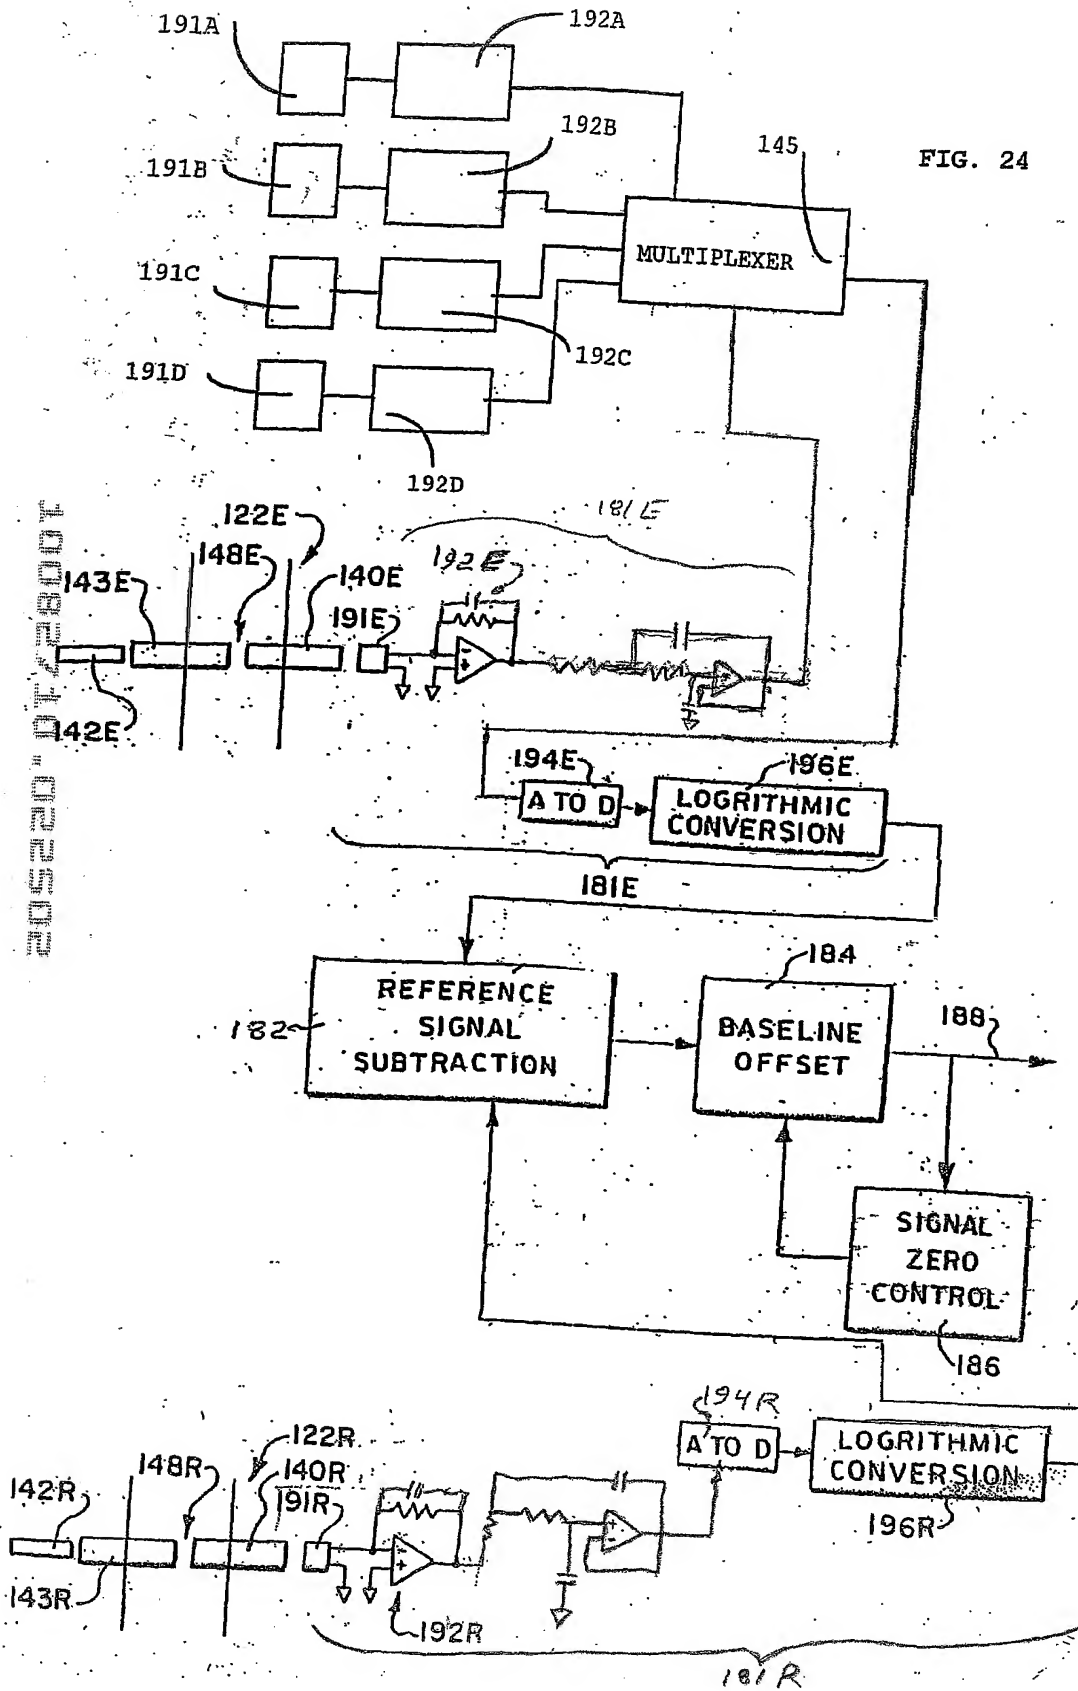 191A
192A
FIG. 24
192B
145
191B
MULTIPLEXER
191C
192C
191D
192D
181E
122E
192E
148E
143E
140E
191E
142E
10082710.022502
194E
196E
A TO D
LOGRITHMIC
CONVERSION
181E
184
REFERENCE
SIGNAL
SUBTRACTION
182
BASELINE
OFFSET
188
SIGNAL
ZERO
CONTROL
186
194R
A TO D
LOGRITHMIC
CONVERSION
196R
122R
148R
140R
142R
191R
143R
192R
181R